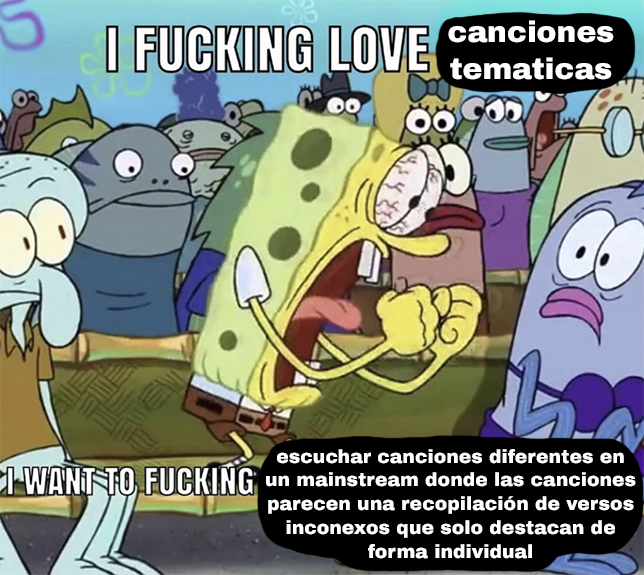 I FUCKING LOVE canciones
tematicas
escuchar canciones diferentes en
I WANT TO FUCKING un mainstream donde las canciones
parecen una recopilación de versos
inconexos que solo destacan de
forma individual